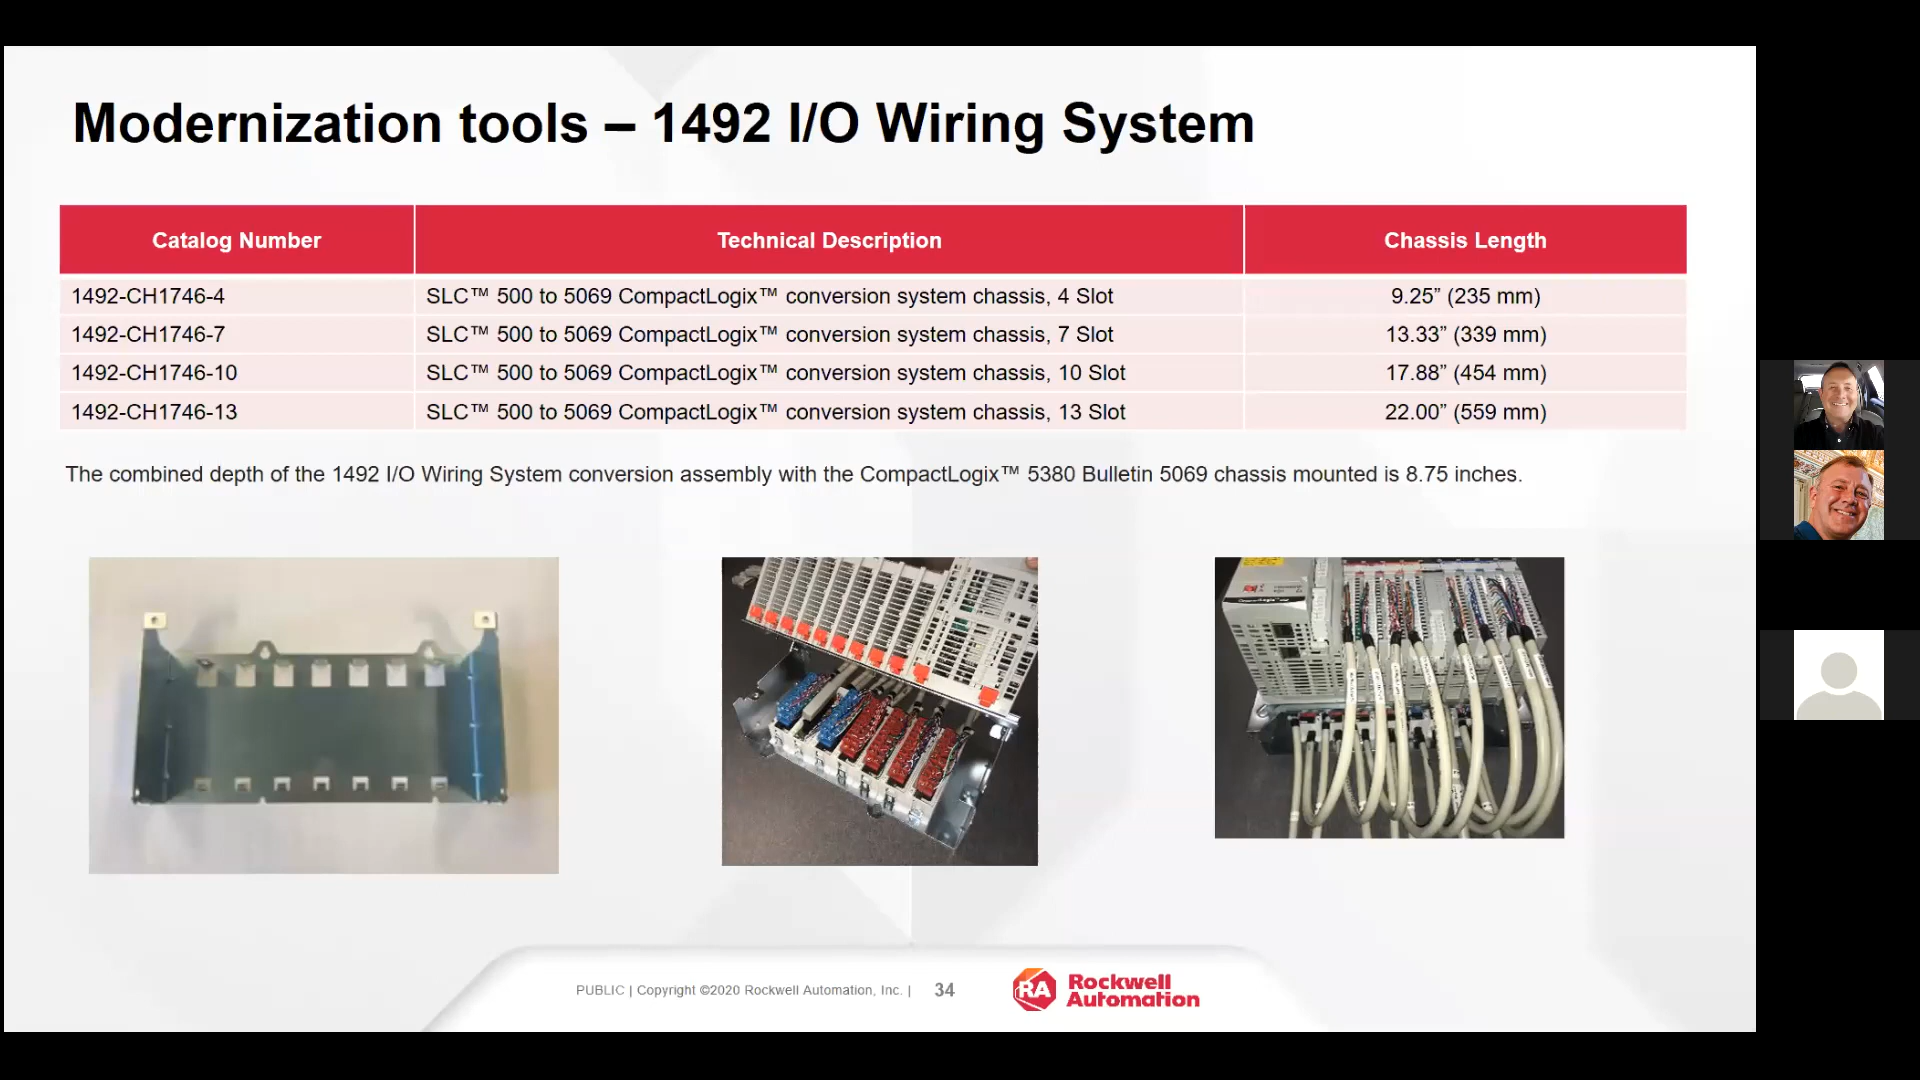 Modernization tools – 1492 I/O Wiring System
Catalog Number Technical Description Chassis Length
1492-CH1746-4 SLC™ 500 to 5069 CompactLogix™ conversion system chassis, 4 Slot 9.25” (235 mm)
1492-CH1746-7 SLC™ 500 to 5069 CompactLogix™ conversion system chassis, 7 Slot 13.33” (339 mm)
1492-CH1746-10 SLC™ 500 to 5069 CompactLogix™ conversion system chassis, 10 Slot 17.88” (454 mm)
1492-CH1746-13 SLC™ 500 to 5069 CompactLogix™ conversion system chassis, 13 Slot 22.00” (559 mm)
The combined depth of the 1492 I/O Wiring System conversion assembly with the CompactLogix™ 5380 Bulletin 5069 chassis mounted is 8.75 inches.
PUBLIC | Copyright ©2020 Rockwell Automation, Inc. | 34
RA Rockwell
Automation